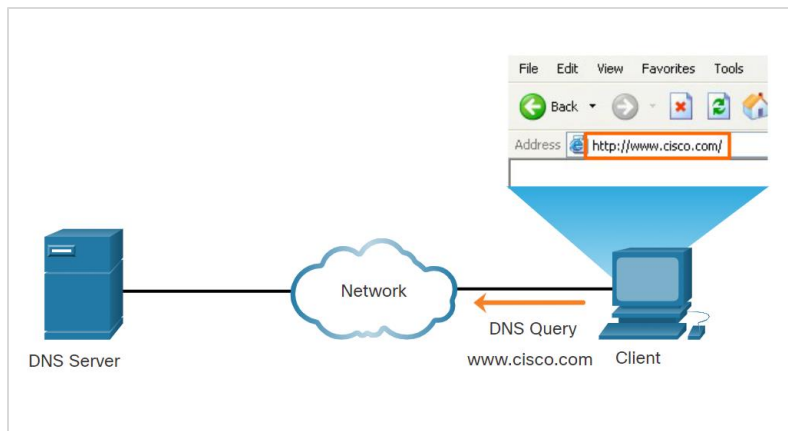 File Edit View Favorites Tools
Back
Address http://www.cisco.com/
Network
DNS Query
www.cisco.com
Client
DNS Server